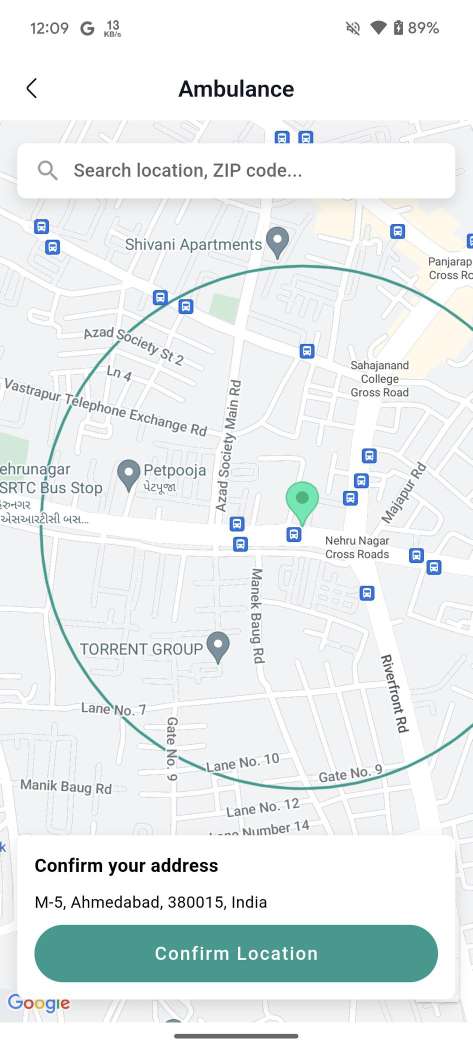 12:09 G 13 KB/s 89%
Ambulance
Search location, ZIP code...
Shivani Apartments
Panjarap
Cross Ro
Azad Society St 2
Sahajanand
College
Gross Road
Ln 4
Vastrapur Telephone Exchange Rd
Azad Society Main Rd
ehrunagar
SRTC Bus Stop
Petpooja
પેટપૂજા
Majapur Rd
Nehru Nagar
Cross Roads
Manek Baug Rd
TORRENT GROUP
Riverfront Rd
Lane No. 7
Gate No. 9
Lane No. 10
Gate No. 9
Manik Baug Rd
Lane No. 12
ane Number 14
k
Confirm your address
M-5, Ahmedabad, 380015, India
Confirm Location
Google